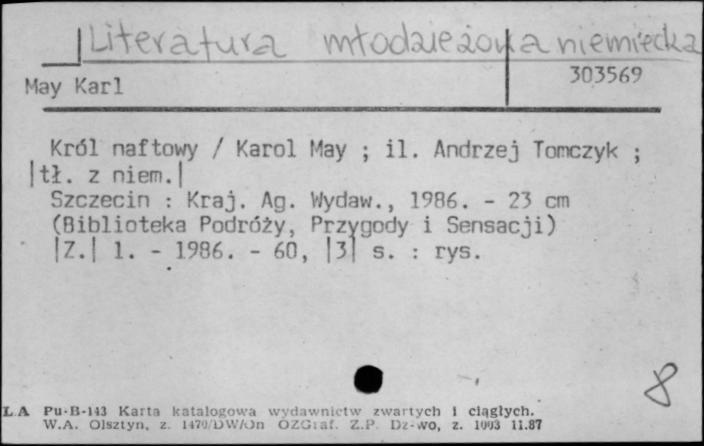 Literatura młodzieżowa niemiecka
May Karl
303569
Król naftowy / Karol May ; il. Andrzej Tomczyk ;
|tł. z niem.|
Szczecin : Kraj. Ag. Wydaw., 1986. - 23 cm
(Biblioteka Podróży, Przygody i Sensacji)
|Z.| 1. - 1986. - 60, |3| s. : rys.
8
LA Pu-B-143 Karta katalogowa wydawnictw zwartych i ciągłych.
W.A. Olsztyn, z. 1470/DW/Dn OZGraf. Z.P. Dz-wo, z. 1003 11.87